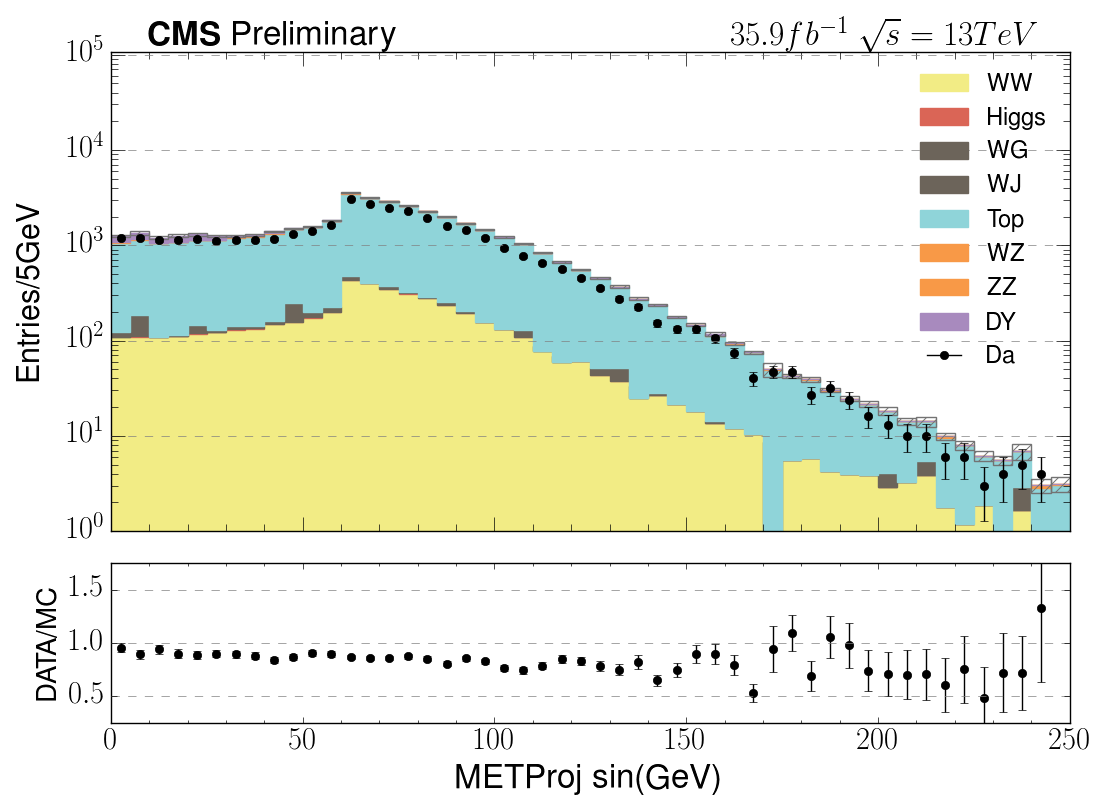 CMS Preliminary 35.9fb⁻¹ √s = 13TeV
10⁵
10⁴
10³
10²
10¹
10⁰
Entries/5GeV
WW
Higgs
WG
WJ
Top
WZ
ZZ
DY
Da
1.5
1.0
0.5
DATA/MC
0 50 100 150 200 250
METProj sin(GeV)